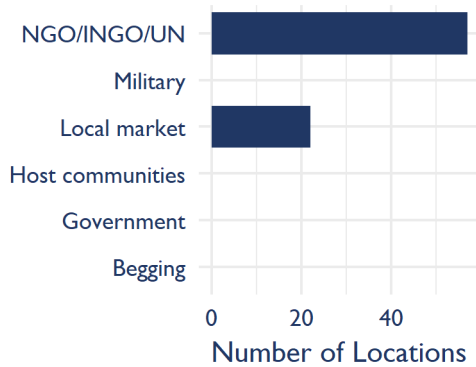 NGO/INGO/UN
Military
Local market
Host communities
Government
Begging
0 20 40
Number of Locations